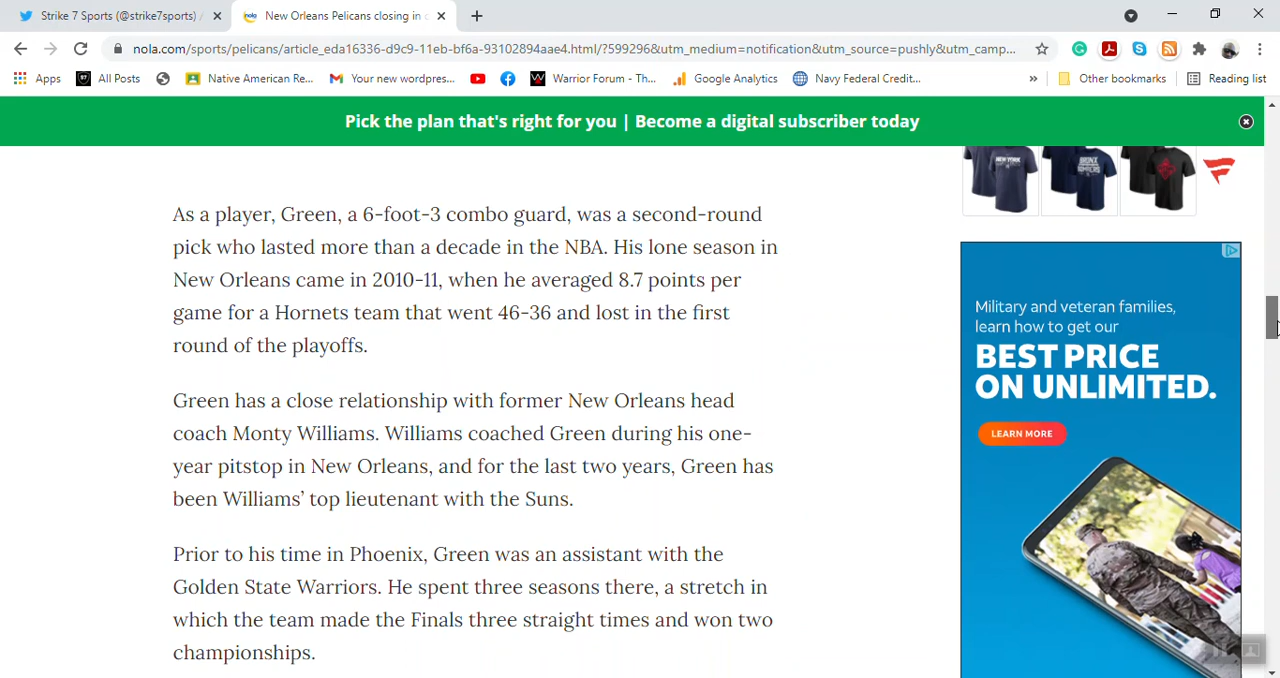 Strike 7 Sports (@strike7sports) /
New Orleans Pelicans closing in
nola.com/sports/pelicans/article_eda16336-d9c9-11eb-bf6a-93102894aae4.html/?599296&utm_medium=notification&utm_source=pushly&utm_camp...
Apps
All Posts
Native American Re...
Your new wordpres...
Warrior Forum - Th...
Google Analytics
Navy Federal Credit...
»
Other bookmarks
Reading list
Pick the plan that's right for you | Become a digital subscriber today
NEW YORK
As a player, Green, a 6-foot-3 combo guard, was a second-round
pick who lasted more than a decade in the NBA. His lone season in
New Orleans came in 2010-11, when he averaged 8.7 points per
game for a Hornets team that went 46-36 and lost in the first
round of the playoffs.
Green has a close relationship with former New Orleans head
coach Monty Williams. Williams coached Green during his one-
year pitstop in New Orleans, and for the last two years, Green has
been Williams’ top lieutenant with the Suns.
Prior to his time in Phoenix, Green was an assistant with the
Golden State Warriors. He spent three seasons there, a stretch in
which the team made the Finals three straight times and won two
championships.
Military and veteran families,
learn how to get our
BEST PRICE
ON UNLIMITED.
LEARN MORE